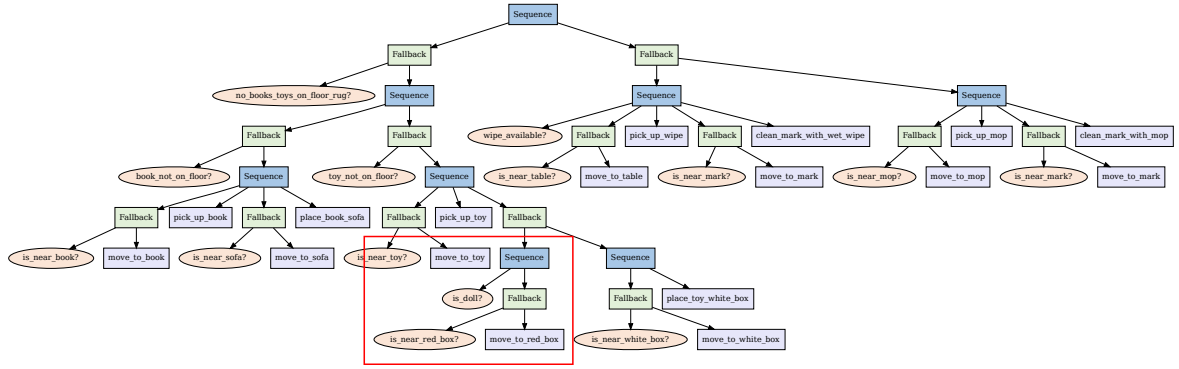 Sequence
Fallback
Fallback
no_books_toys_on_floor_rug?
Sequence
Sequence
Sequence
Fallback
Fallback
wipe_available?
Fallback
pick_up_wipe
Fallback
clean_mark_with_wet_wipe
Fallback
pick_up_mop
Fallback
clean_mark_with_mop
book_not_on_floor?
Sequence
toy_not_on_floor?
Sequence
is_near_table?
move_to_table
is_near_mark?
move_to_mark
is_near_mop?
move_to_mop
is_near_mark?
move_to_mark
Fallback
pick_up_book
Fallback
place_book_sofa
Fallback
pick_up_toy
Fallback
is_near_book?
move_to_book
is_near_sofa?
move_to_sofa
is_near_toy?
move_to_toy
Sequence
Sequence
is_doll?
Fallback
Fallback
place_toy_white_box
is_near_red_box?
move_to_red_box
is_near_white_box?
move_to_white_box